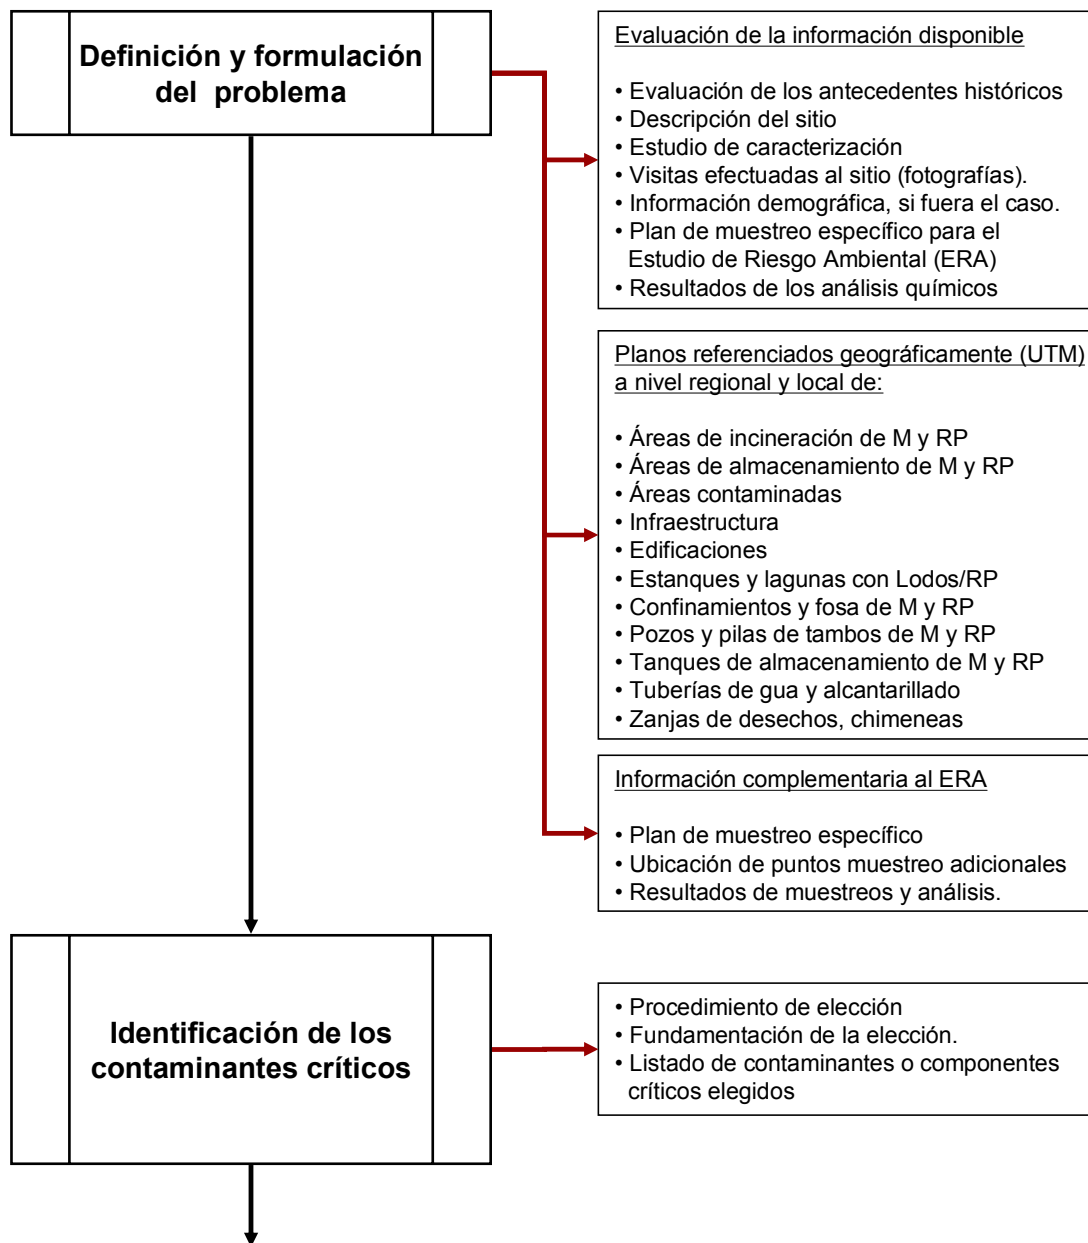 Definición y formulación
del problema
Evaluación de la información disponible
• Evaluación de los antecedentes históricos
• Descripción del sitio
• Estudio de caracterización
• Visitas efectuadas al sitio (fotografías).
• Información demográfica, si fuera el caso.
• Plan de muestreo específico para el
Estudio de Riesgo Ambiental (ERA)
• Resultados de los análisis químicos
Planos referenciados geográficamente (UTM)
a nivel regional y local de:
• Áreas de incineración de M y RP
• Áreas de almacenamiento de M y RP
• Áreas contaminadas
• Infraestructura
• Edificaciones
• Estanques y lagunas con Lodos/RP
• Confinamientos y fosa de M y RP
• Pozos y pilas de tambos de M y RP
• Tanques de almacenamiento de M y RP
• Tuberías de gua y alcantarillado
• Zanjas de desechos, chimeneas
Información complementaria al ERA
• Plan de muestreo específico
• Ubicación de puntos muestreo adicionales
• Resultados de muestreos y análisis.
Identificación de los
contaminantes críticos
• Procedimiento de elección
• Fundamentación de la elección.
• Listado de contaminantes o componentes
críticos elegidos